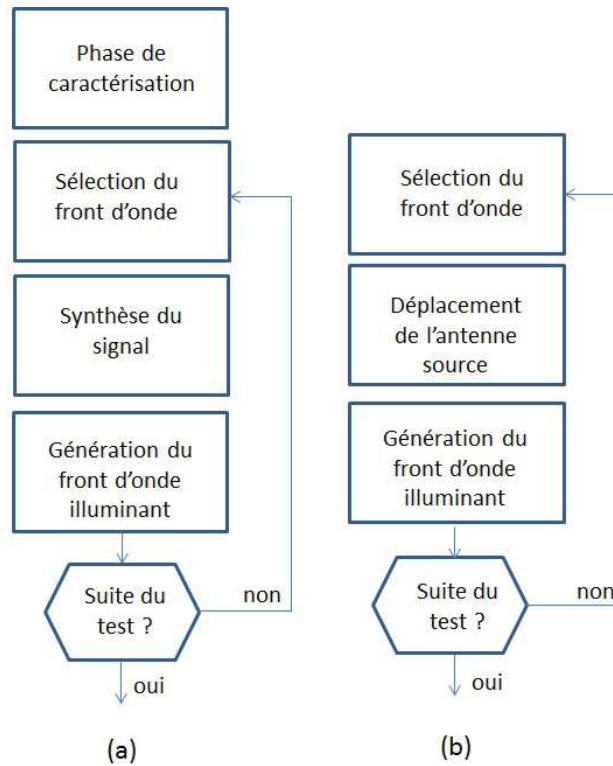 Phase de
caractérisation
Sélection du
front d'onde
Synthèse du
signal
Génération du
front d'onde
illuminant
Suite du
test ?
non
oui
(a)
Sélection du
front d'onde
Déplacement
de l'antenne
source
Génération du
front d'onde
illuminant
Suite du
test ?
non
oui
(b)